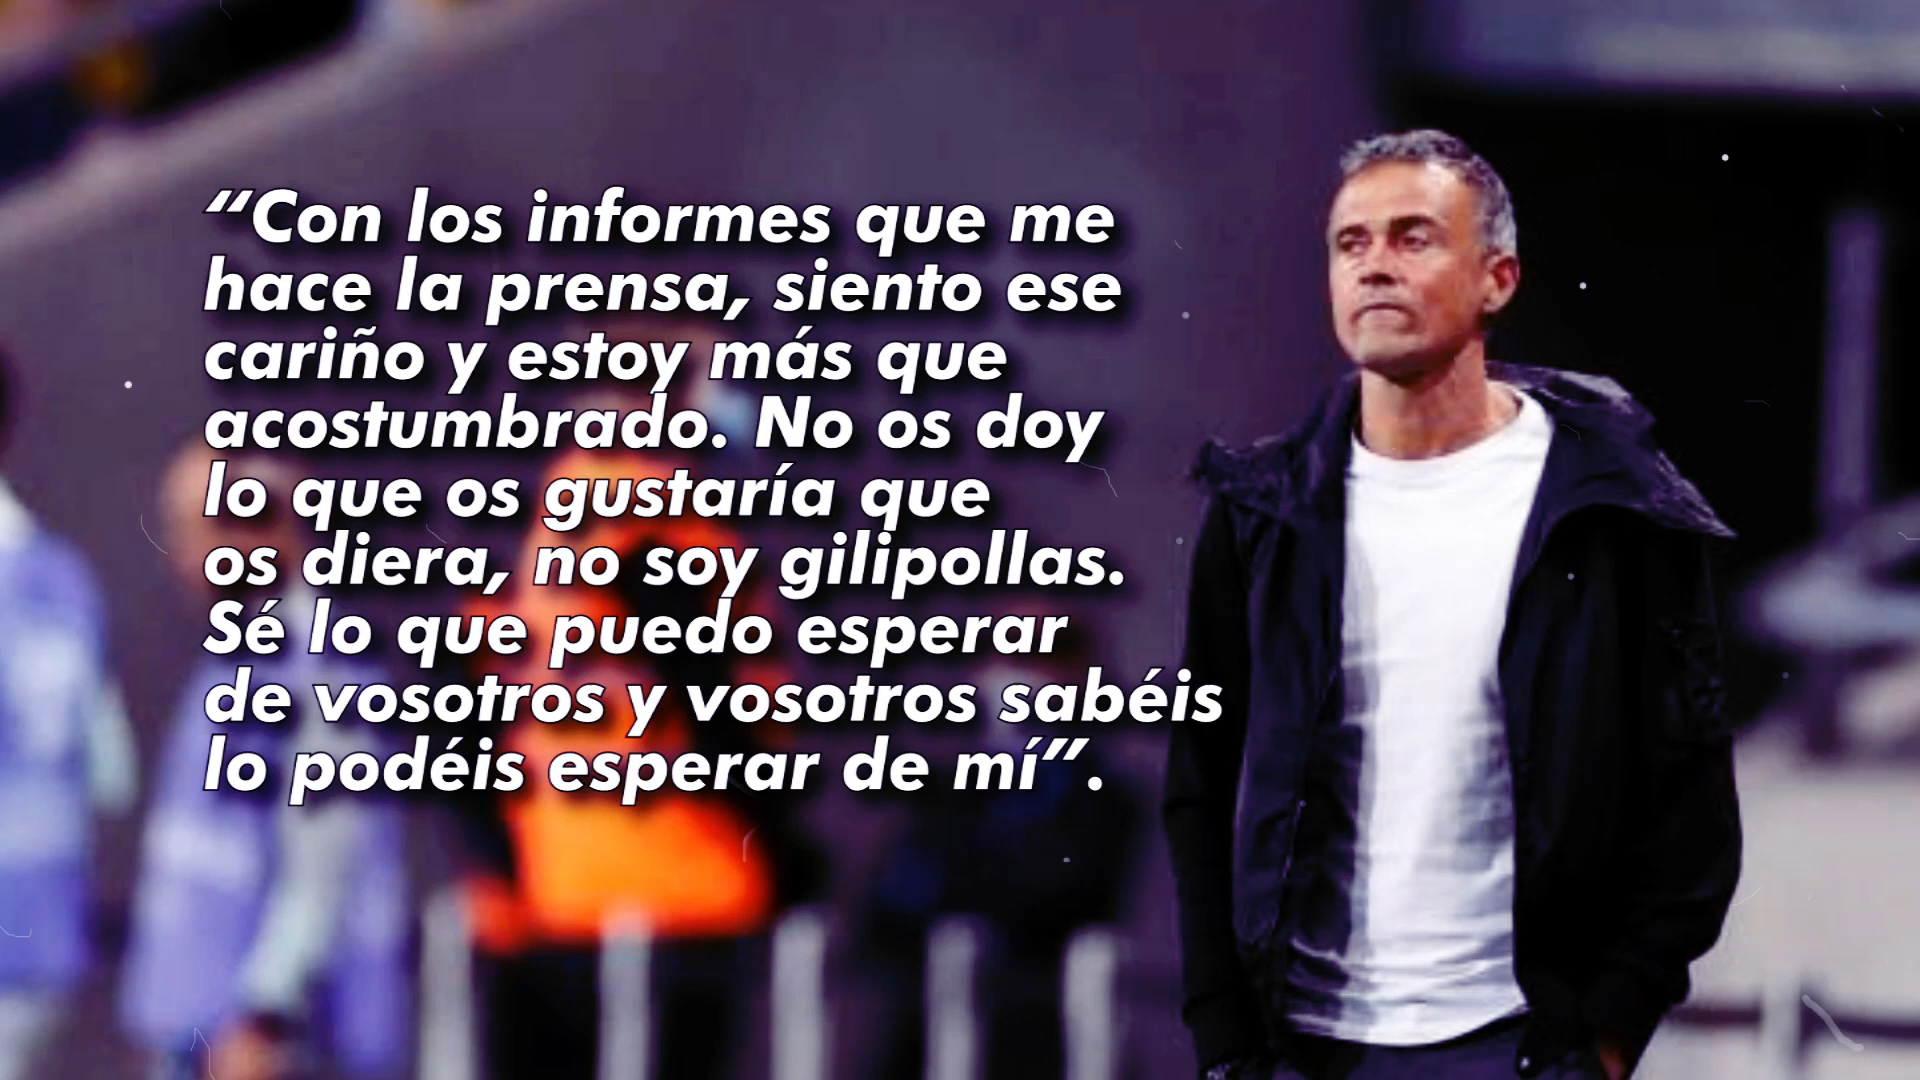 “Con los informes que me
hace la prensa, siento ese
cariño y estoy más que
acostumbrado. No os doy
lo que os gustaría que
os diera, no soy gilipollas.
Sé lo que puedo esperar
de vosotros y vosotros sabéis
lo podéis esperar de mí”.